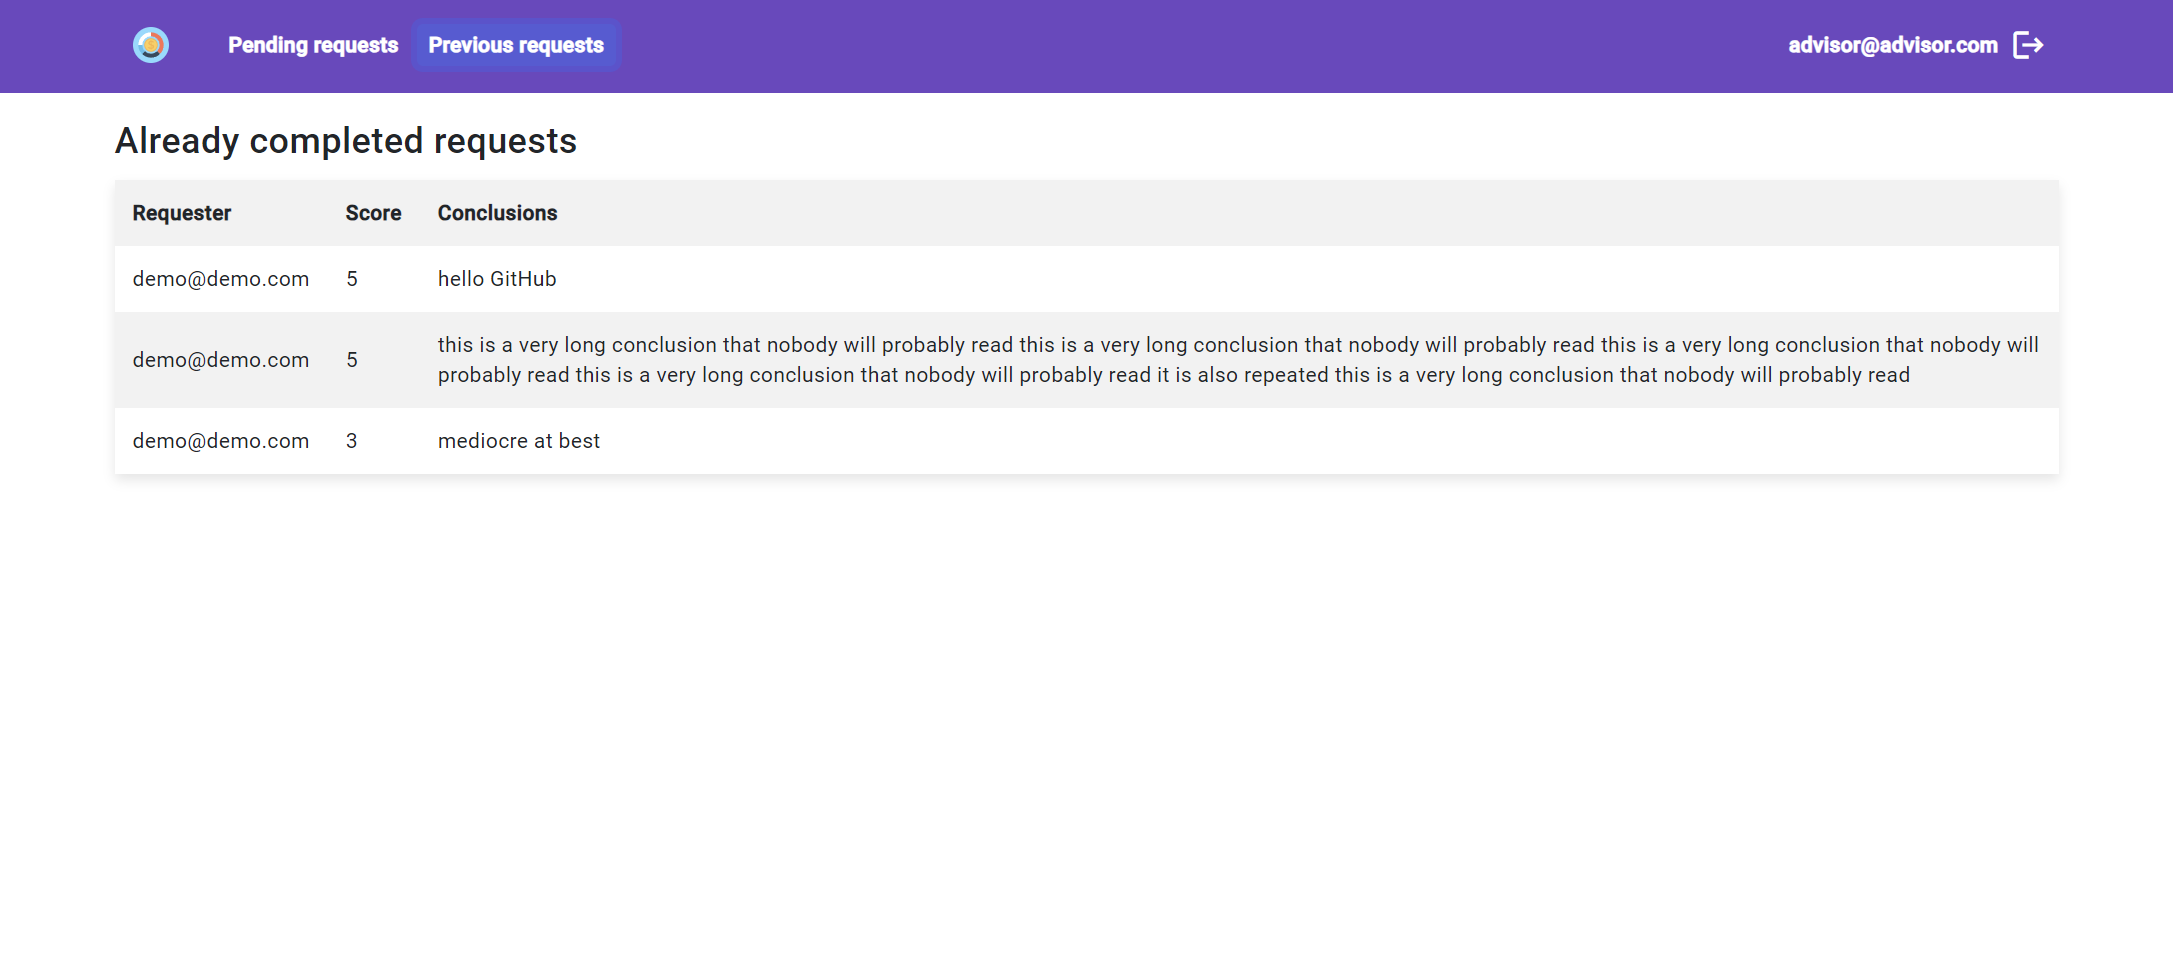 Pending requests Previous requests advisor@advisor.com
Already completed requests
Requester Score Conclusions
demo@demo.com 5 hello GitHub
demo@demo.com 5 this is a very long conclusion that nobody will probably read this is a very long conclusion that nobody will probably read this is a very long conclusion that nobody will
probably read this is a very long conclusion that nobody will probably read it is also repeated this is a very long conclusion that nobody will probably read
demo@demo.com 3 mediocre at best